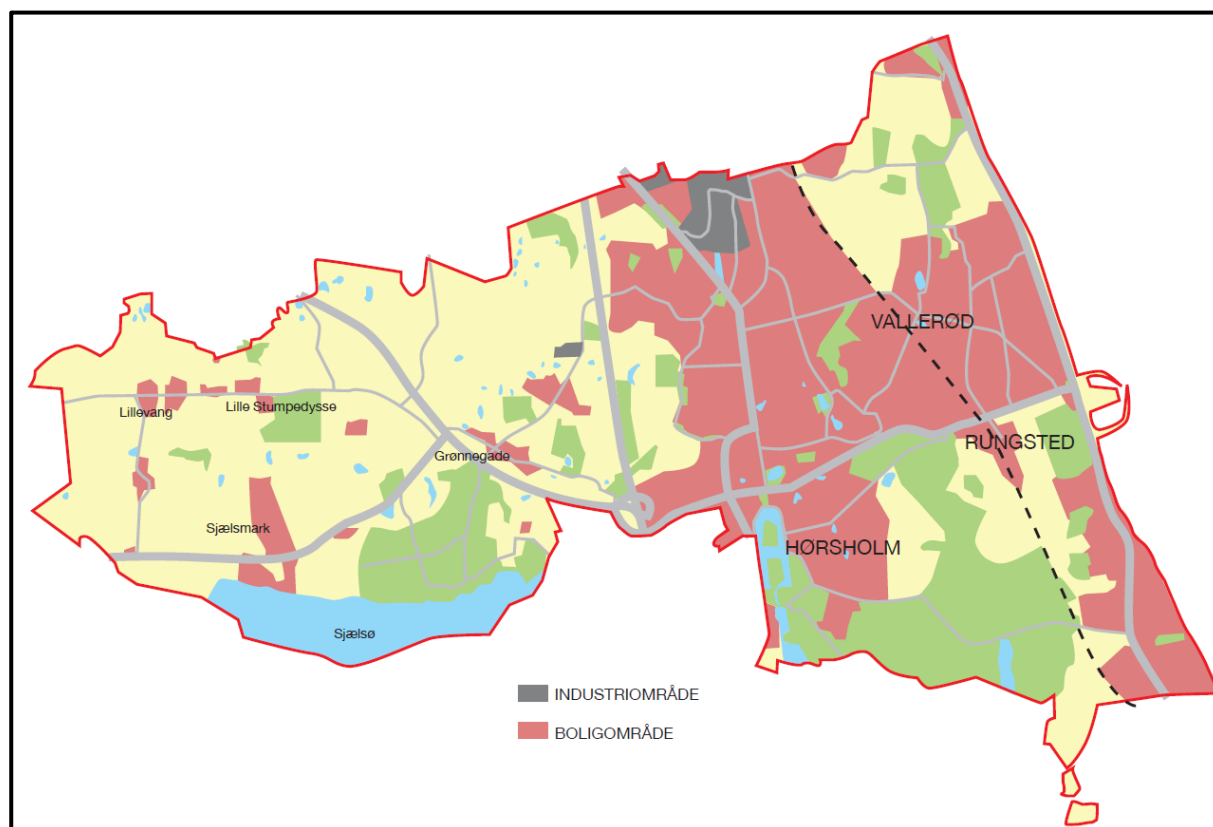 VALLERØD
Lillevang
Lille Stumpedysse
RUNGSTED
Grønnegade
Sjælsmark
HØRSHOLM
Sjælsø
INDUSTRIOMRÅDE
BOLIGOMRÅDE